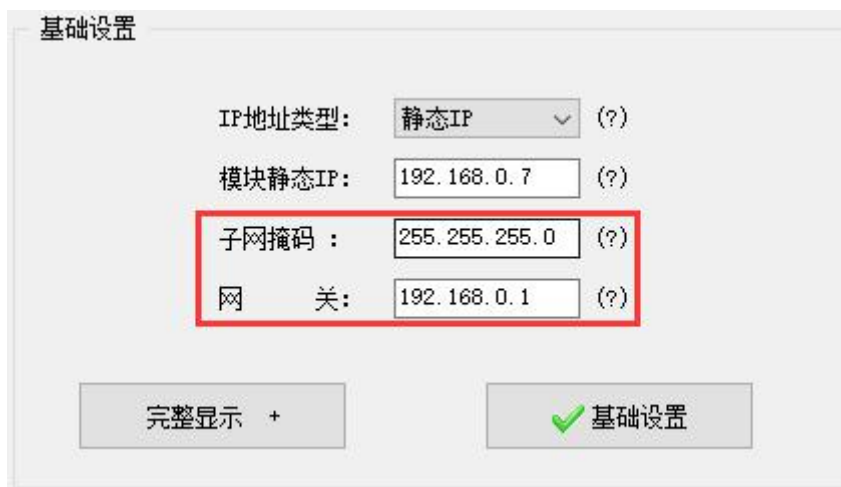 基础设置
IP地址类型: 静态IP (?)
模块静态IP: 192.168.0.7 (?)
子网掩码 : 255.255.255.0 (?)
网 关: 192.168.0.1 (?)
完整显示 + 基础设置